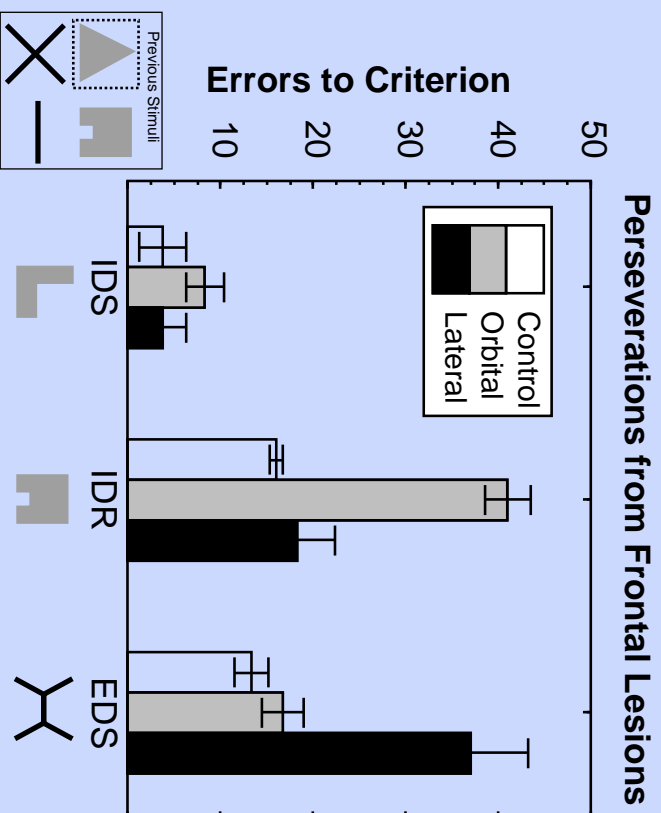 Perseverations from Frontal Lesions
Errors to Criterion
50
40
30
20
10
Control
Orbital
Lateral
IDS
IDR
EDS
Previous Stimuli